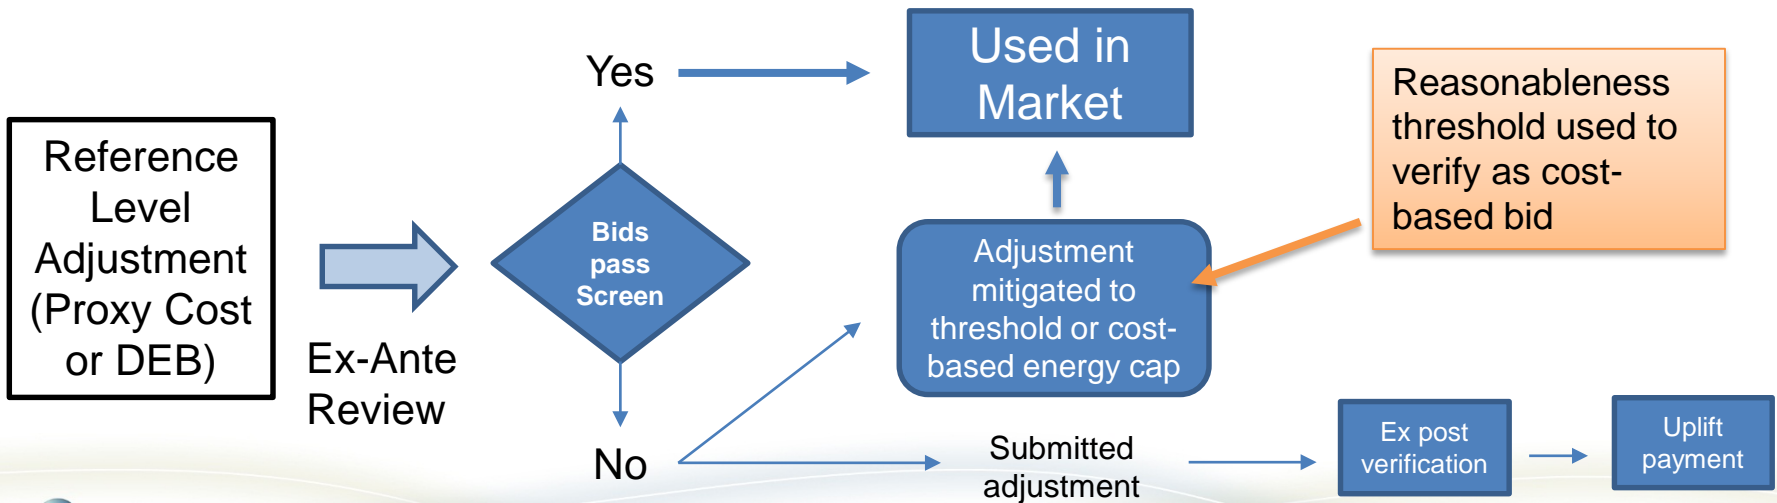 Reference
Level
Adjustment
(Proxy Cost
or DEB)
Ex-Ante
Review
Yes
Bids
pass
Screen
No
Used in
Market
Adjustment
mitigated to
threshold or cost-
based energy cap
Reasonableness
threshold used to
verify as cost-
based bid
Submitted
adjustment
Ex post
verification
Uplift
payment